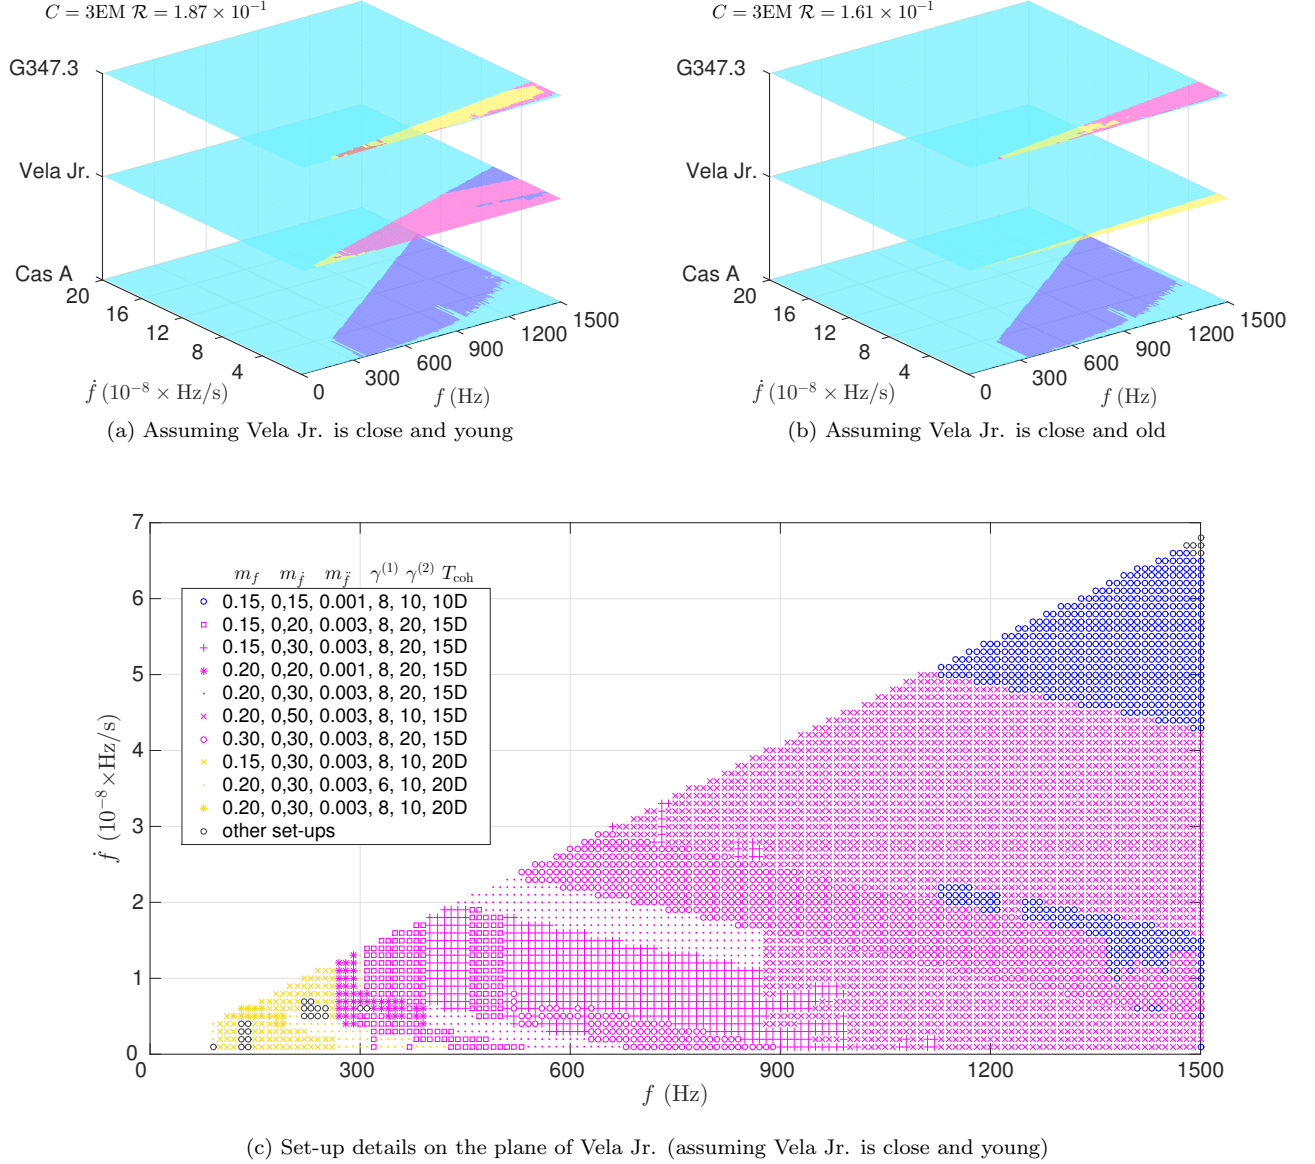 C = 3EM R = 1.87 × 10⁻¹
G347.3
Vela Jr.
Cas A
20
16
12
8
4
0
300
600
900
1200
1500
ḟ (10⁻⁸ × Hz/s)
f (Hz)
(a) Assuming Vela Jr. is close and young
C = 3EM R = 1.61 × 10⁻¹
G347.3
Vela Jr.
Cas A
20
16
12
8
4
0
300
600
900
1200
1500
ḟ (10⁻⁸ × Hz/s)
f (Hz)
(b) Assuming Vela Jr. is close and old
7
6
5
4
3
2
1
0
ḟ (10⁻⁸×Hz/s)
m_f m_ḟ m_f̈ γ⁽¹⁾ γ⁽²⁾ T_coh
0.15, 0,15, 0.001, 8, 10, 10D
0.15, 0,20, 0.003, 8, 20, 15D
0.15, 0,30, 0.003, 8, 20, 15D
0.20, 0,20, 0.001, 8, 20, 15D
0.20, 0,30, 0.003, 8, 20, 15D
0.20, 0,50, 0.003, 8, 10, 15D
0.30, 0,30, 0.003, 8, 20, 15D
0.15, 0,30, 0.003, 8, 10, 20D
0.20, 0,30, 0.003, 6, 10, 20D
0.20, 0,30, 0.003, 8, 10, 20D
other set-ups
0 300 600 900 1200 1500
f (Hz)
(c) Set-up details on the plane of Vela Jr. (assuming Vela Jr. is close and young)